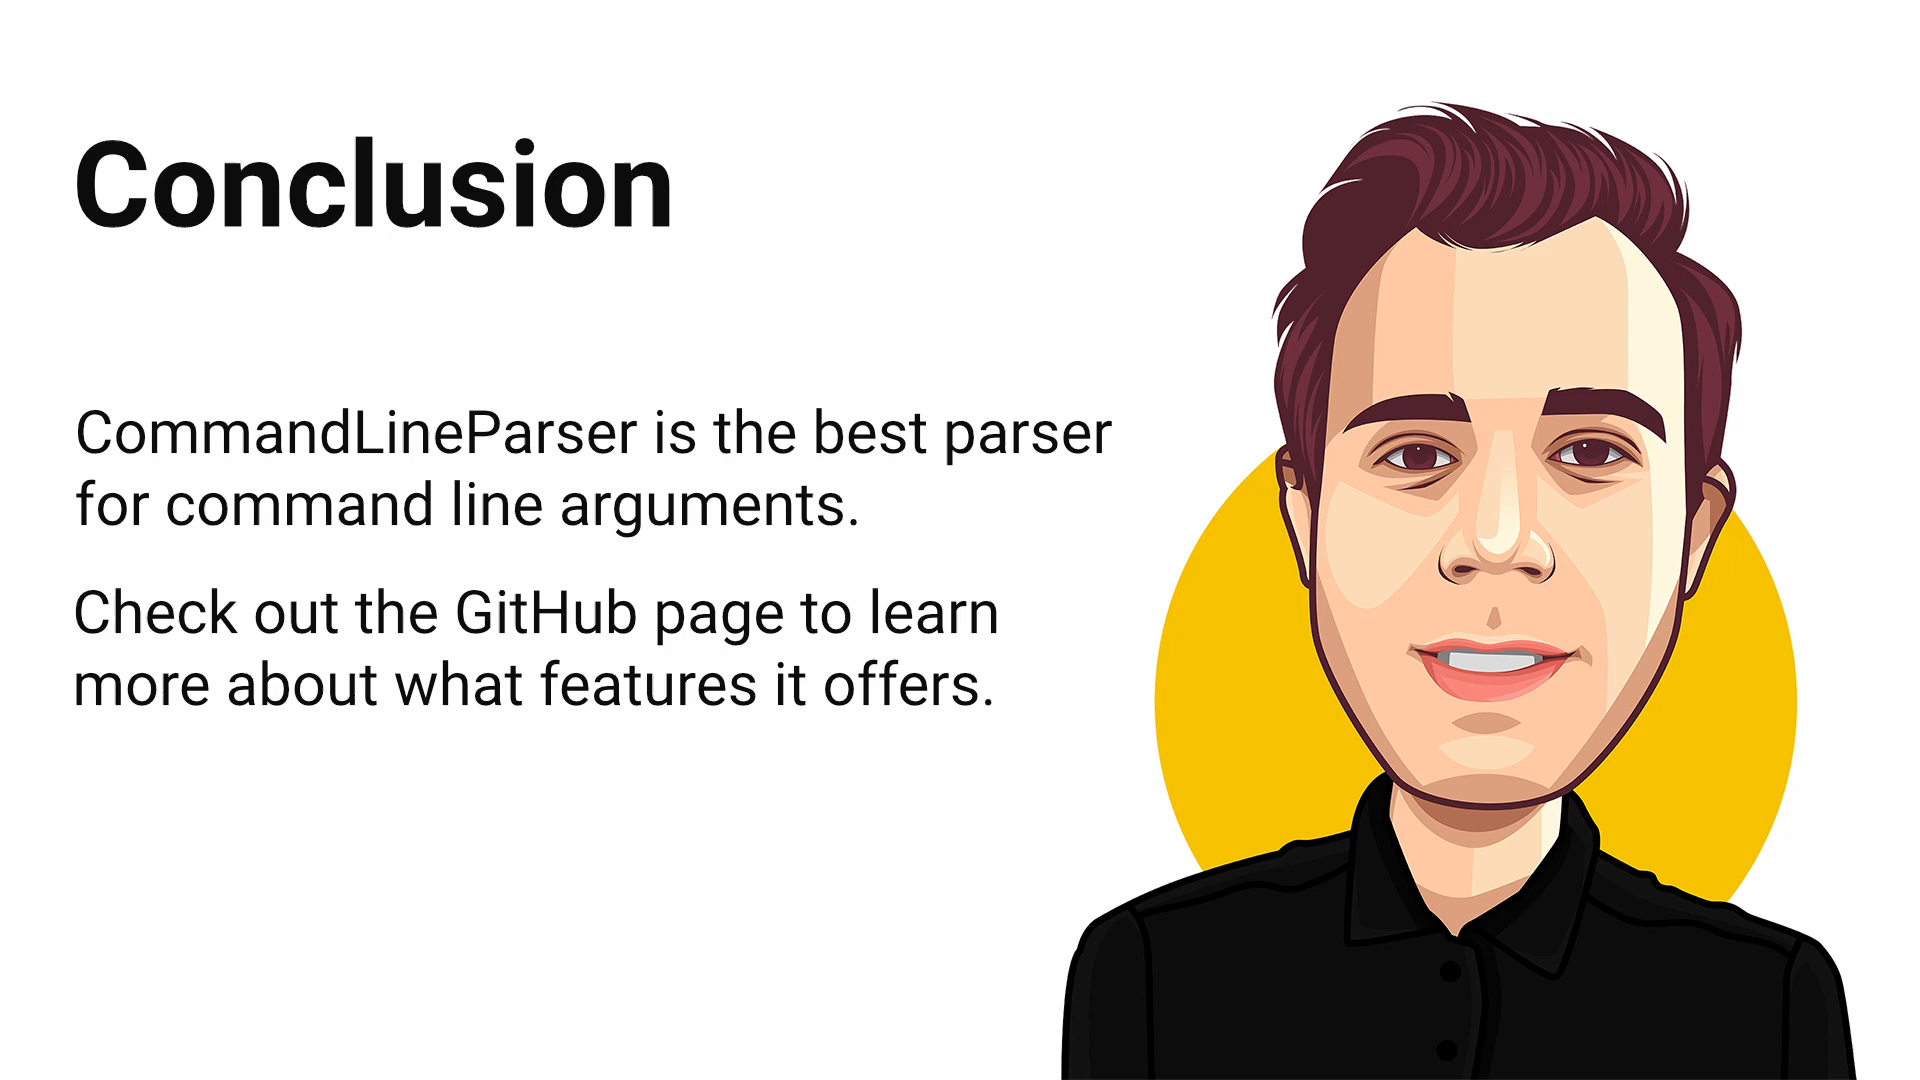 Conclusion
CommandLineParser is the best parser
for command line arguments.
Check out the GitHub page to learn
more about what features it offers.